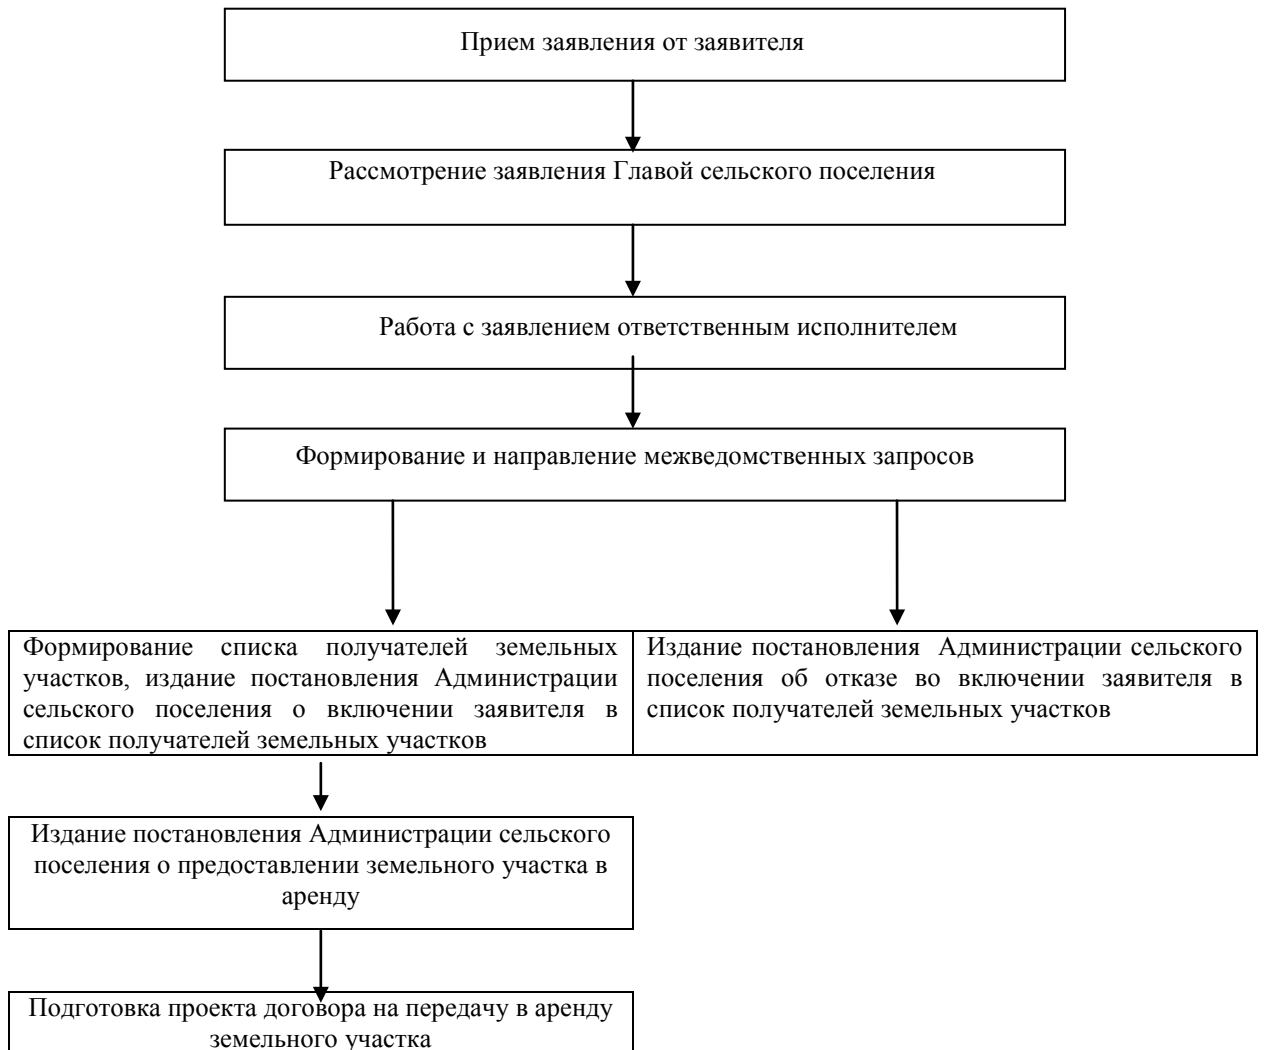 Прием заявления от заявителя
Рассмотрение заявления Главой сельского поселения
Работа с заявлением ответственным исполнителем
Формирование и направление межведомственных запросов
Формирование списка получателей земельных
участков, издание постановления Администрации
сельского поселения о включении заявителя в
список получателей земельных участков
Издание постановления Администрации сельского
поселения об отказе во включении заявителя в
список получателей земельных участков
Издание постановления Администрации сельского
поселения о предоставлении земельного участка в
аренду
Подготовка проекта договора на передачу в аренду
земельного участка